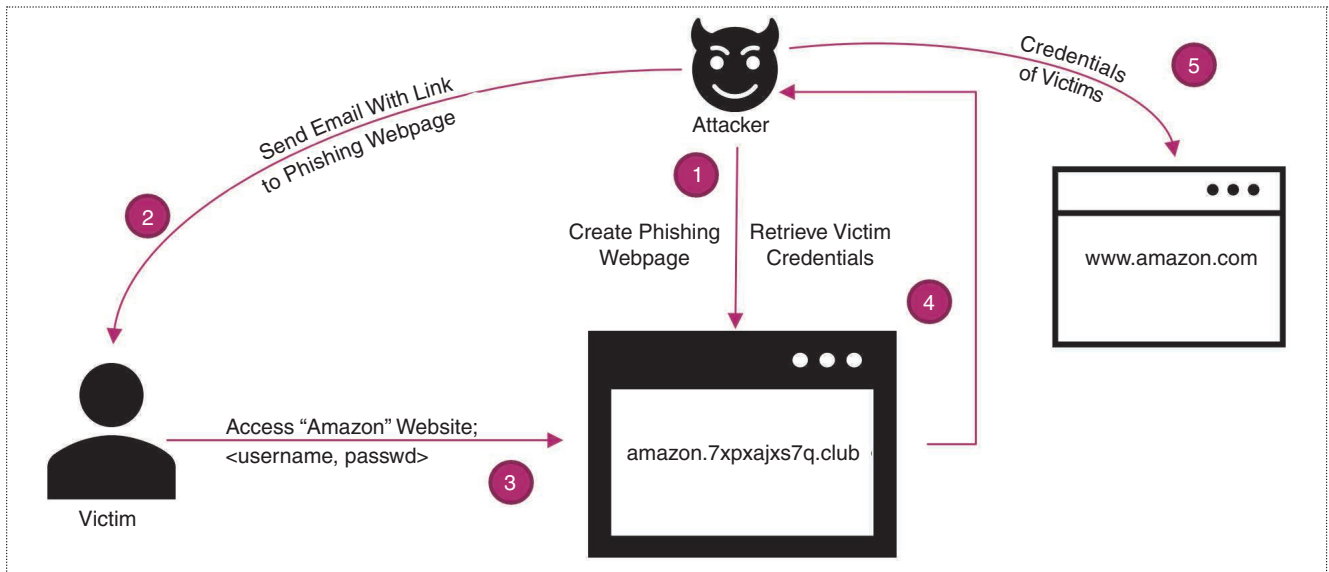 Attacker
1
Create Phishing
Webpage
Send Email With Link
to Phishing Webpage
2
Victim
Access “Amazon” Website;
<username, passwd>
3
amazon.7xpxajxs7q.club
Retrieve Victim
Credentials
4
Credentials
of Victims
5
www.amazon.com